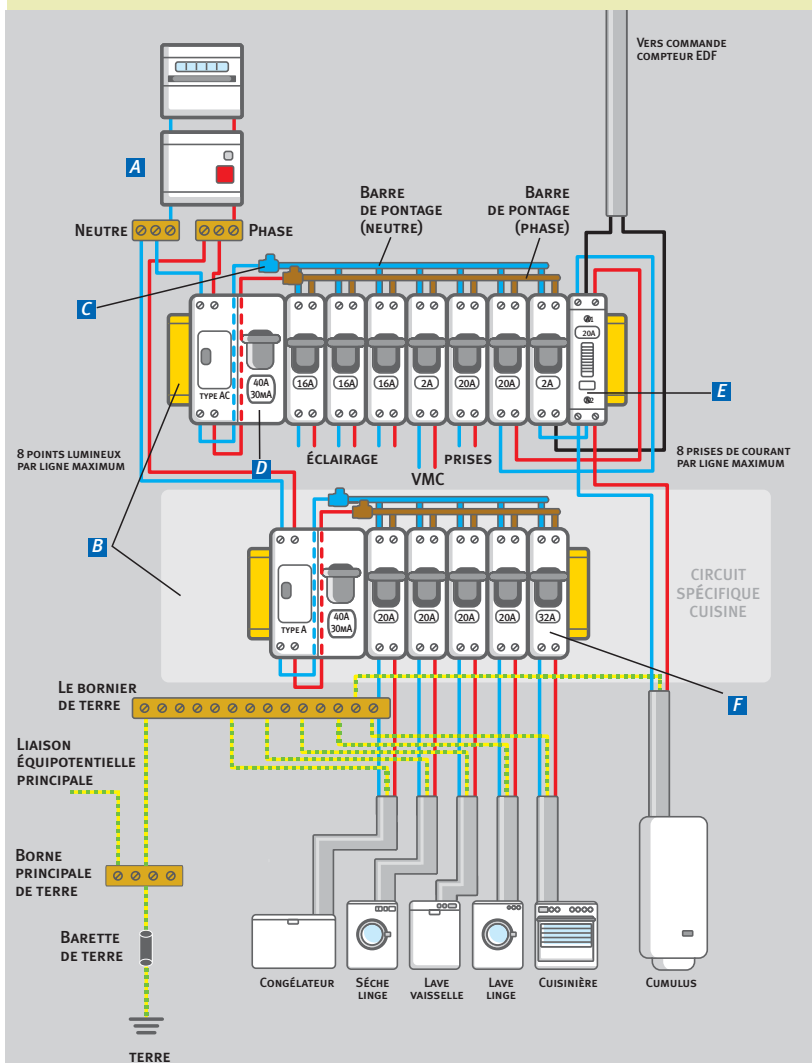 VERS COMMANDE
COMPTEUR EDF
A
NEUTRE
PHASE
BARRE
DE PONTAGE
(NEUTRE)
BARRE
DE PONTAGE
(PHASE)
C
TYPE AC
40A
30MA
16A
16A
16A
2A
20A
20A
2A
20A
E
D
8 POINTS LUMINEUX
PAR LIGNE MAXIMUM
ÉCLAIRAGE
VMC
PRISES
8 PRISES DE COURANT
PAR LIGNE MAXIMUM
B
TYPE A
40A
30MA
20A
20A
20A
20A
32A
CIRCUIT
SPÉCIFIQUE
CUISINE
F
LE BORNIER
DE TERRE
LIAISON
ÉQUIPOTENTIELLE
PRINCIPALE
BORNE
PRINCIPALE
DE TERRE
BARETTE
DE TERRE
TERRE
CONGÉLATEUR
SÉCHE
LINGE
LAVE
VAISSELLE
LAVE
LINGE
CUISINIÈRE
CUMULUS